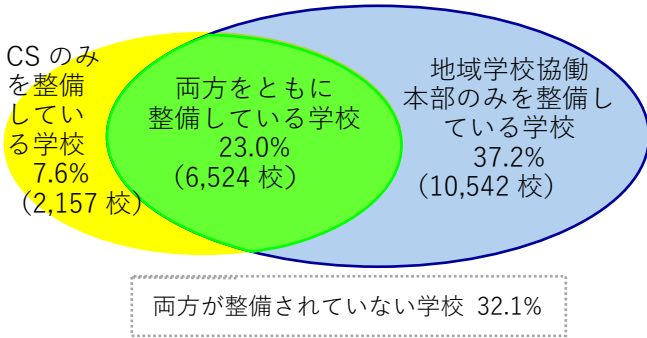 CS のみ
を整備
してい
る学校
7.6%
(2,157 校)
両方をともに
整備している学校
23.0%
(6,524 校)
地域学校協働
本部のみを整備し
ている学校
37.2%
(10,542 校)
両方が整備されていない学校 32.1%